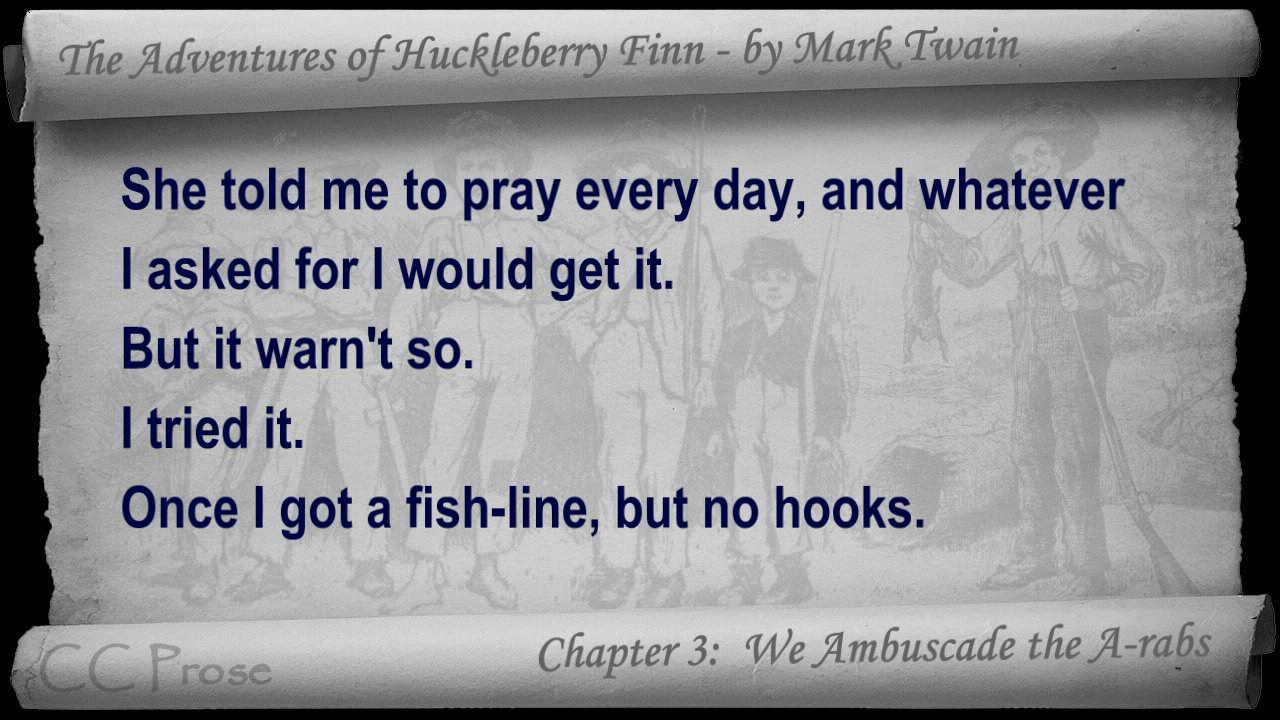 The Adventures of Huckleberry Finn - by Mark Twain
She told me to pray every day, and whatever
I asked for I would get it.
But it warn't so.
I tried it.
Once I got a fish-line, but no hooks.
CC Prose
Chapter 3: We Ambuscade the A-rabs